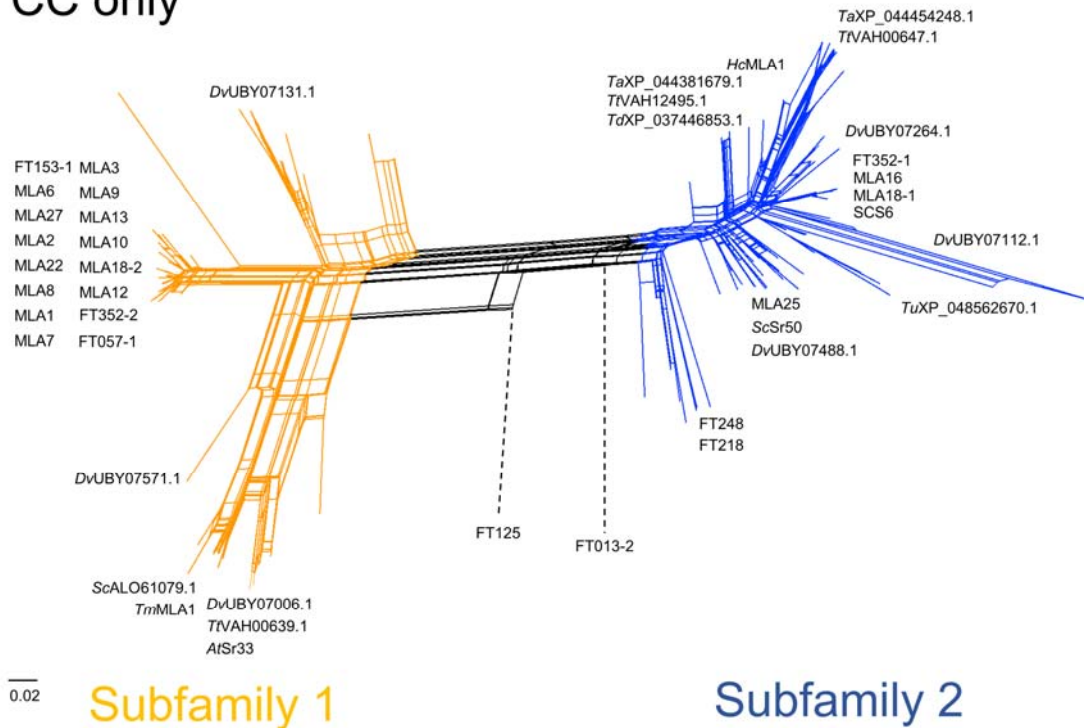 CC only
TaXP_044454248.1
TtVAH00647.1
HcMLA1
TaXP_044381679.1
TtVAH12495.1
TdXP_037446853.1
DvUBY07131.1
DvUBY07264.1
FT352-1
MLA16
MLA18-1
SCS6
FT153-1 MLA3
MLA6 MLA9
MLA27 MLA13
MLA2 MLA10
MLA22 MLA18-2
MLA8 MLA12
MLA1 FT352-2
MLA7 FT057-1
DvUBY07112.1
TuXP_048562670.1
MLA25
ScSr50
DvUBY07488.1
FT248
FT218
DvUBY07571.1
FT125
FT013-2
ScALO61079.1
TmMLA1
DvUBY07006.1
TtVAH00639.1
AtSr33
0.02
Subfamily 1
Subfamily 2